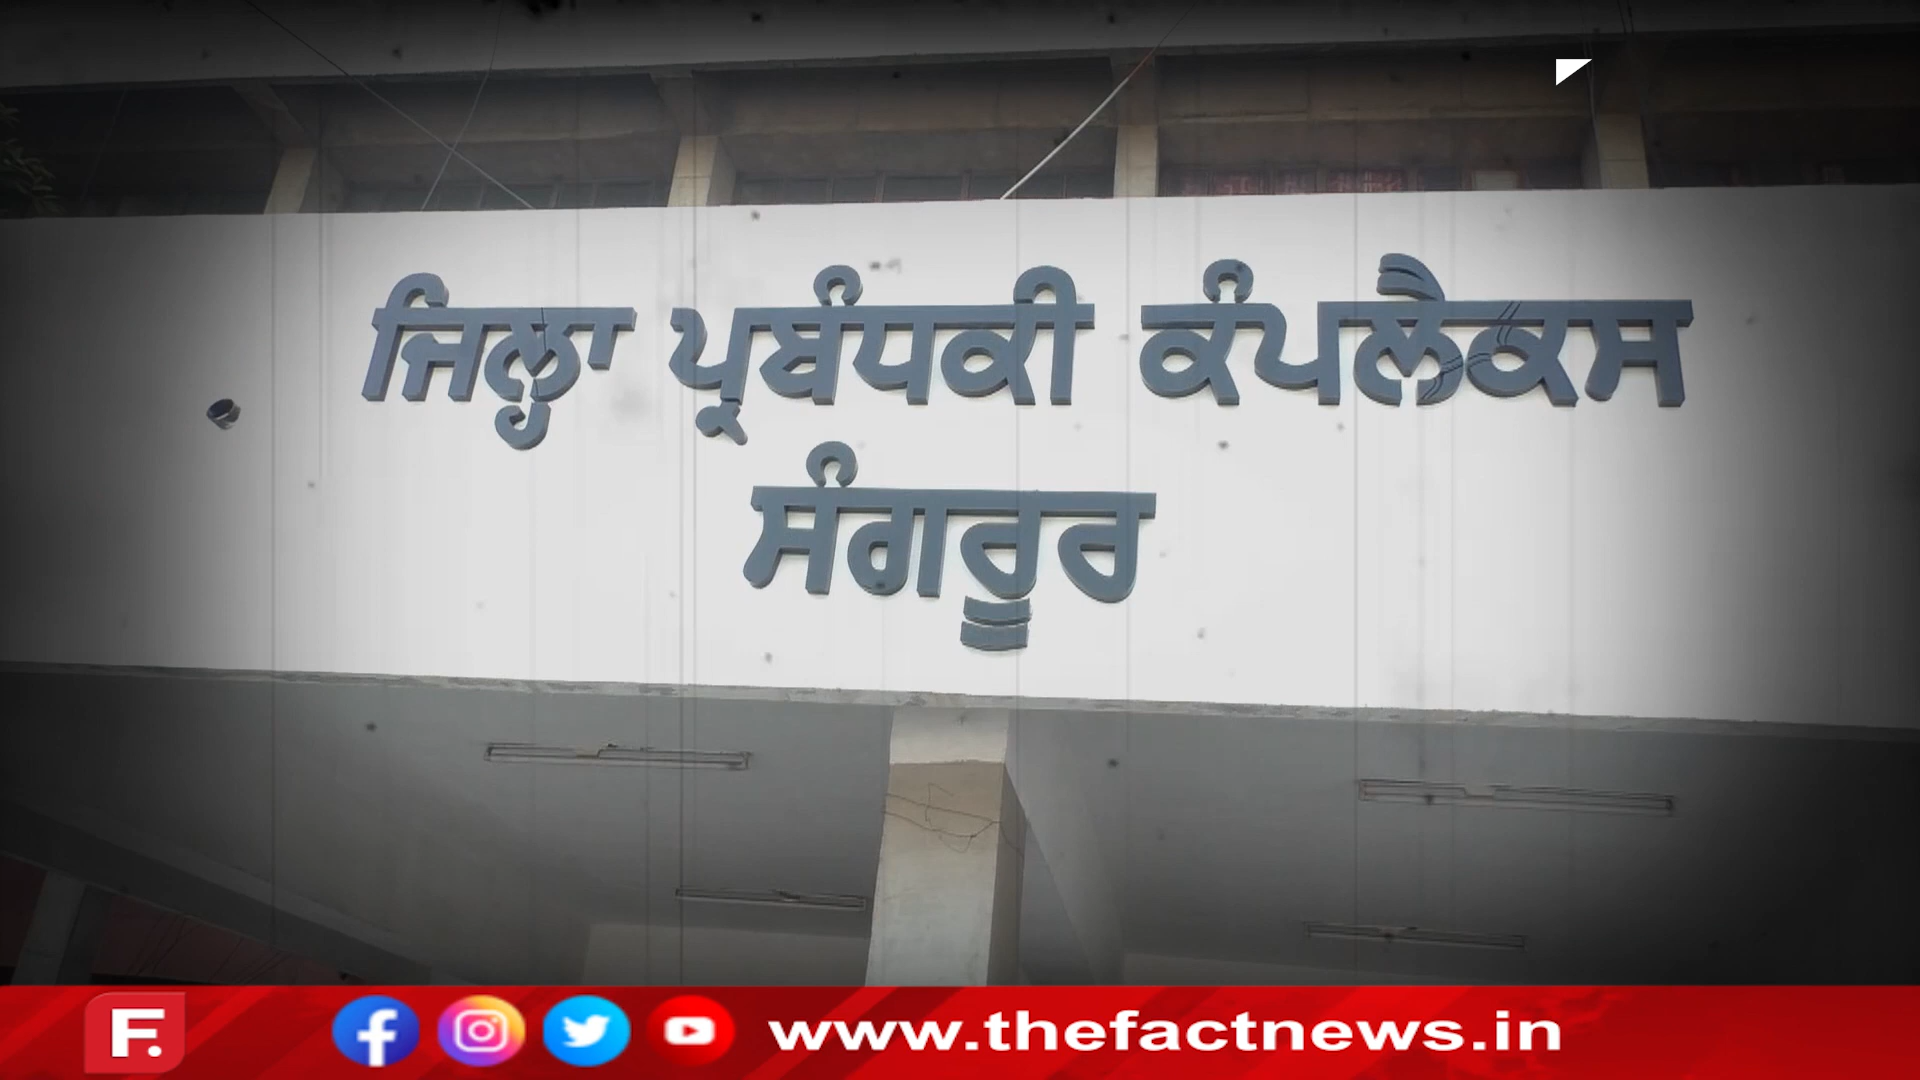 ਜਿਲ੍ਹਾ ਪ੍ਰਬੰਧਕੀ ਕੰਪਲੈਕਸ
ਸੰਗਰੂਰ
F.
www.thefactnews.in